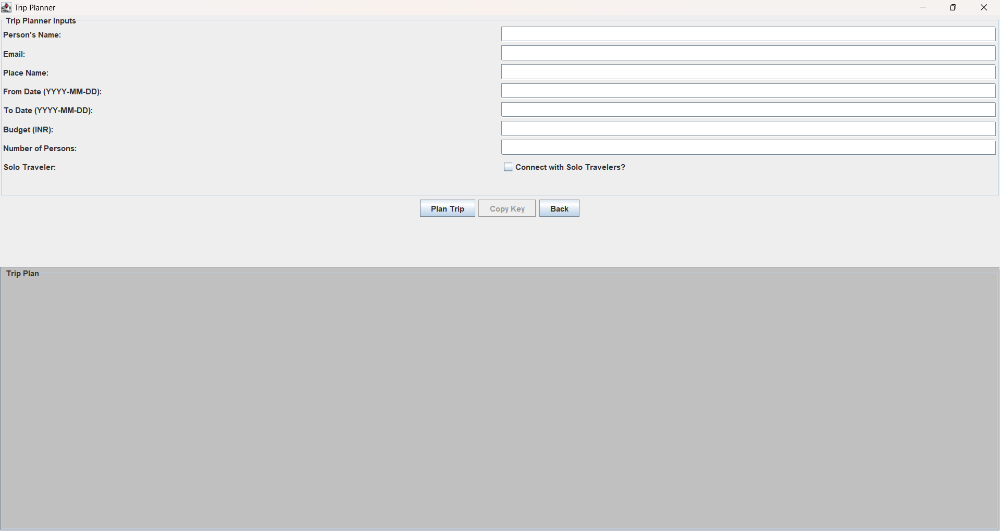 Trip Planner
Trip Planner Inputs
Person's Name:
Email:
Place Name:
From Date (YYYY-MM-DD):
To Date (YYYY-MM-DD):
Budget (INR):
Number of Persons:
Solo Traveler: Connect with Solo Travelers?
Plan Trip Copy Key Back
Trip Plan